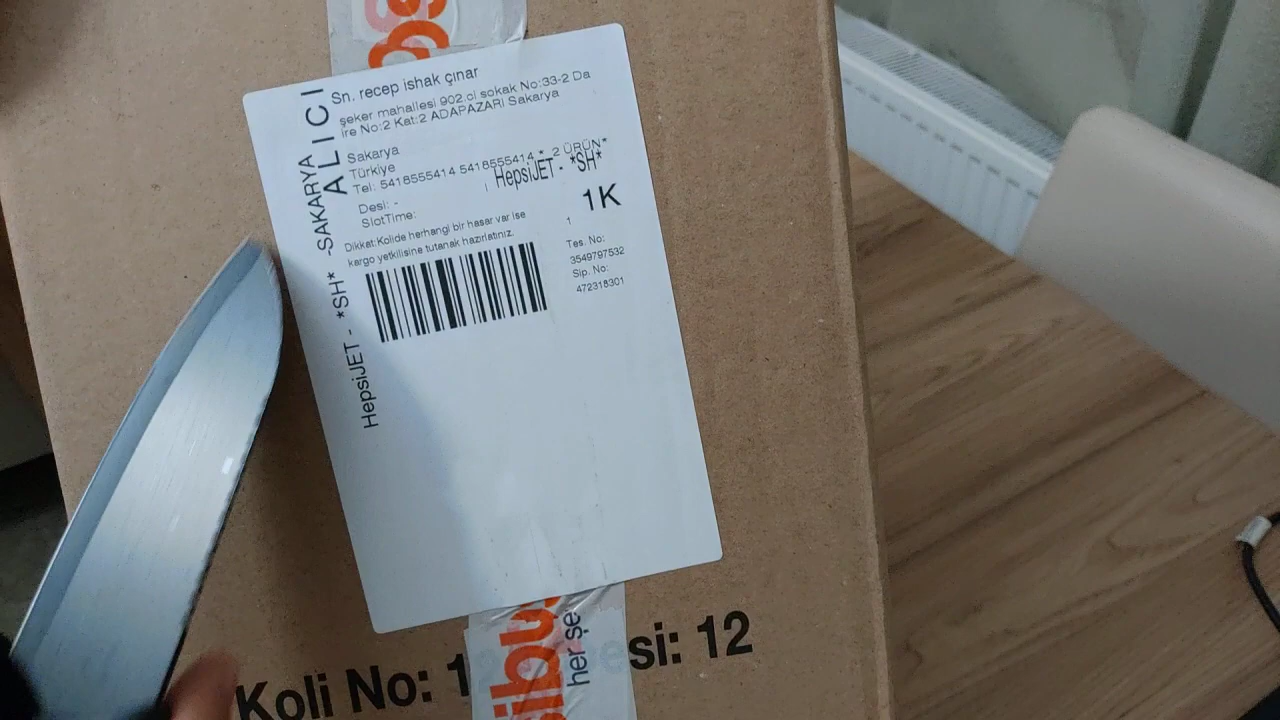 Sn. recep ishak çınar
şeker mahallesi 902.ci sokak No:33-2 Da
ire No:2 Kat:2 ADAPAZARI Sakarya
Sakarya
Türkiye
Tel: 5418555414 5418555414 * 2 ÜRÜN*
HepsiJET - *SH*
Desi: -
SlotTime:
1K
1
Dikkat:Kolide herhangi bir hasar var ise
kargo yetkilisine tutanak hazırlatınız.
Tes. No:
3549797532
Sip. No:
472318301
ALICI
HepsiJET - *SH* -SAKARYA
her şe
Koli No: 1
si: 12